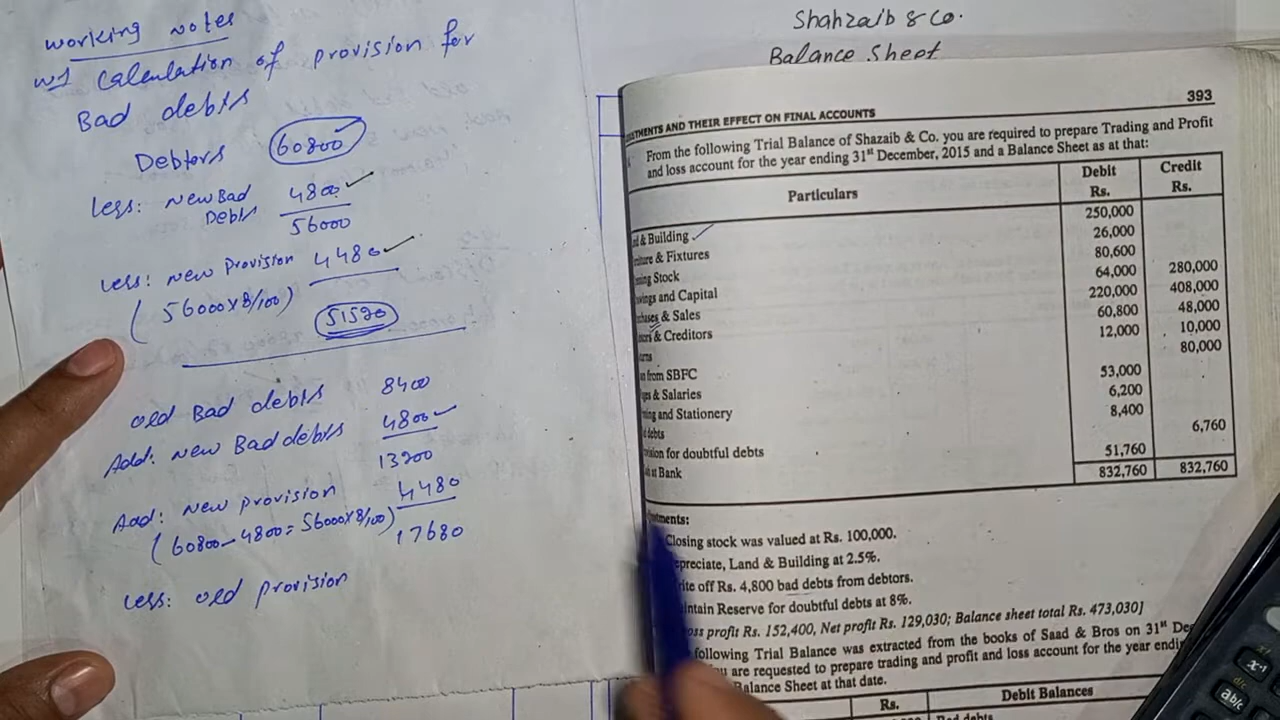 working notes
w1 Calculation of provision for
Bad debts
Debtors 60800
Less: New Bad Debts 4800
56000
Less: New Provision 4480
(56000x8/100)
51520
old Bad debts 8400
Add: New Bad debts 4800
13200
Add: New provision 4480
(60800-4800=56000x8/100)
17680
Less: old provision
Shahzaib & Co.
Balance Sheet
393
AND THEIR EFFECT ON FINAL ACCOUNTS
From the following Trial Balance of Shazaib & Co. you are required to prepare Trading and Profit
and loss account for the year ending 31st December, 2015 and a Balance Sheet as at that:
Particulars Debit Rs. Credit Rs.
& Building 250,000
& Fixtures 26,000
Stock 80,600
and Capital 64,000 280,000
& Sales 220,000 408,000
& Creditors 60,800 48,000
12,000 10,000
from SBFC 80,000
& Salaries 53,000
and Stationery 6,200
debts 8,400
for doubtful debts 6,760
at Bank 51,760
832,760 832,760
Closing stock was valued at Rs. 100,000.
Land & Building at 2.5%.
off Rs. 4,800 bad debts from debtors.
Reserve for doubtful debts at 8%.
profit Rs. 152,400, Net profit Rs. 129,030; Balance sheet total Rs. 473,030]
following Trial Balance was extracted from the books of Saad & Bros on 31st
are requested to prepare trading and profit and loss account for the year
Balance Sheet at that date.
Rs. Debit Balances
x⁻¹
ab/c